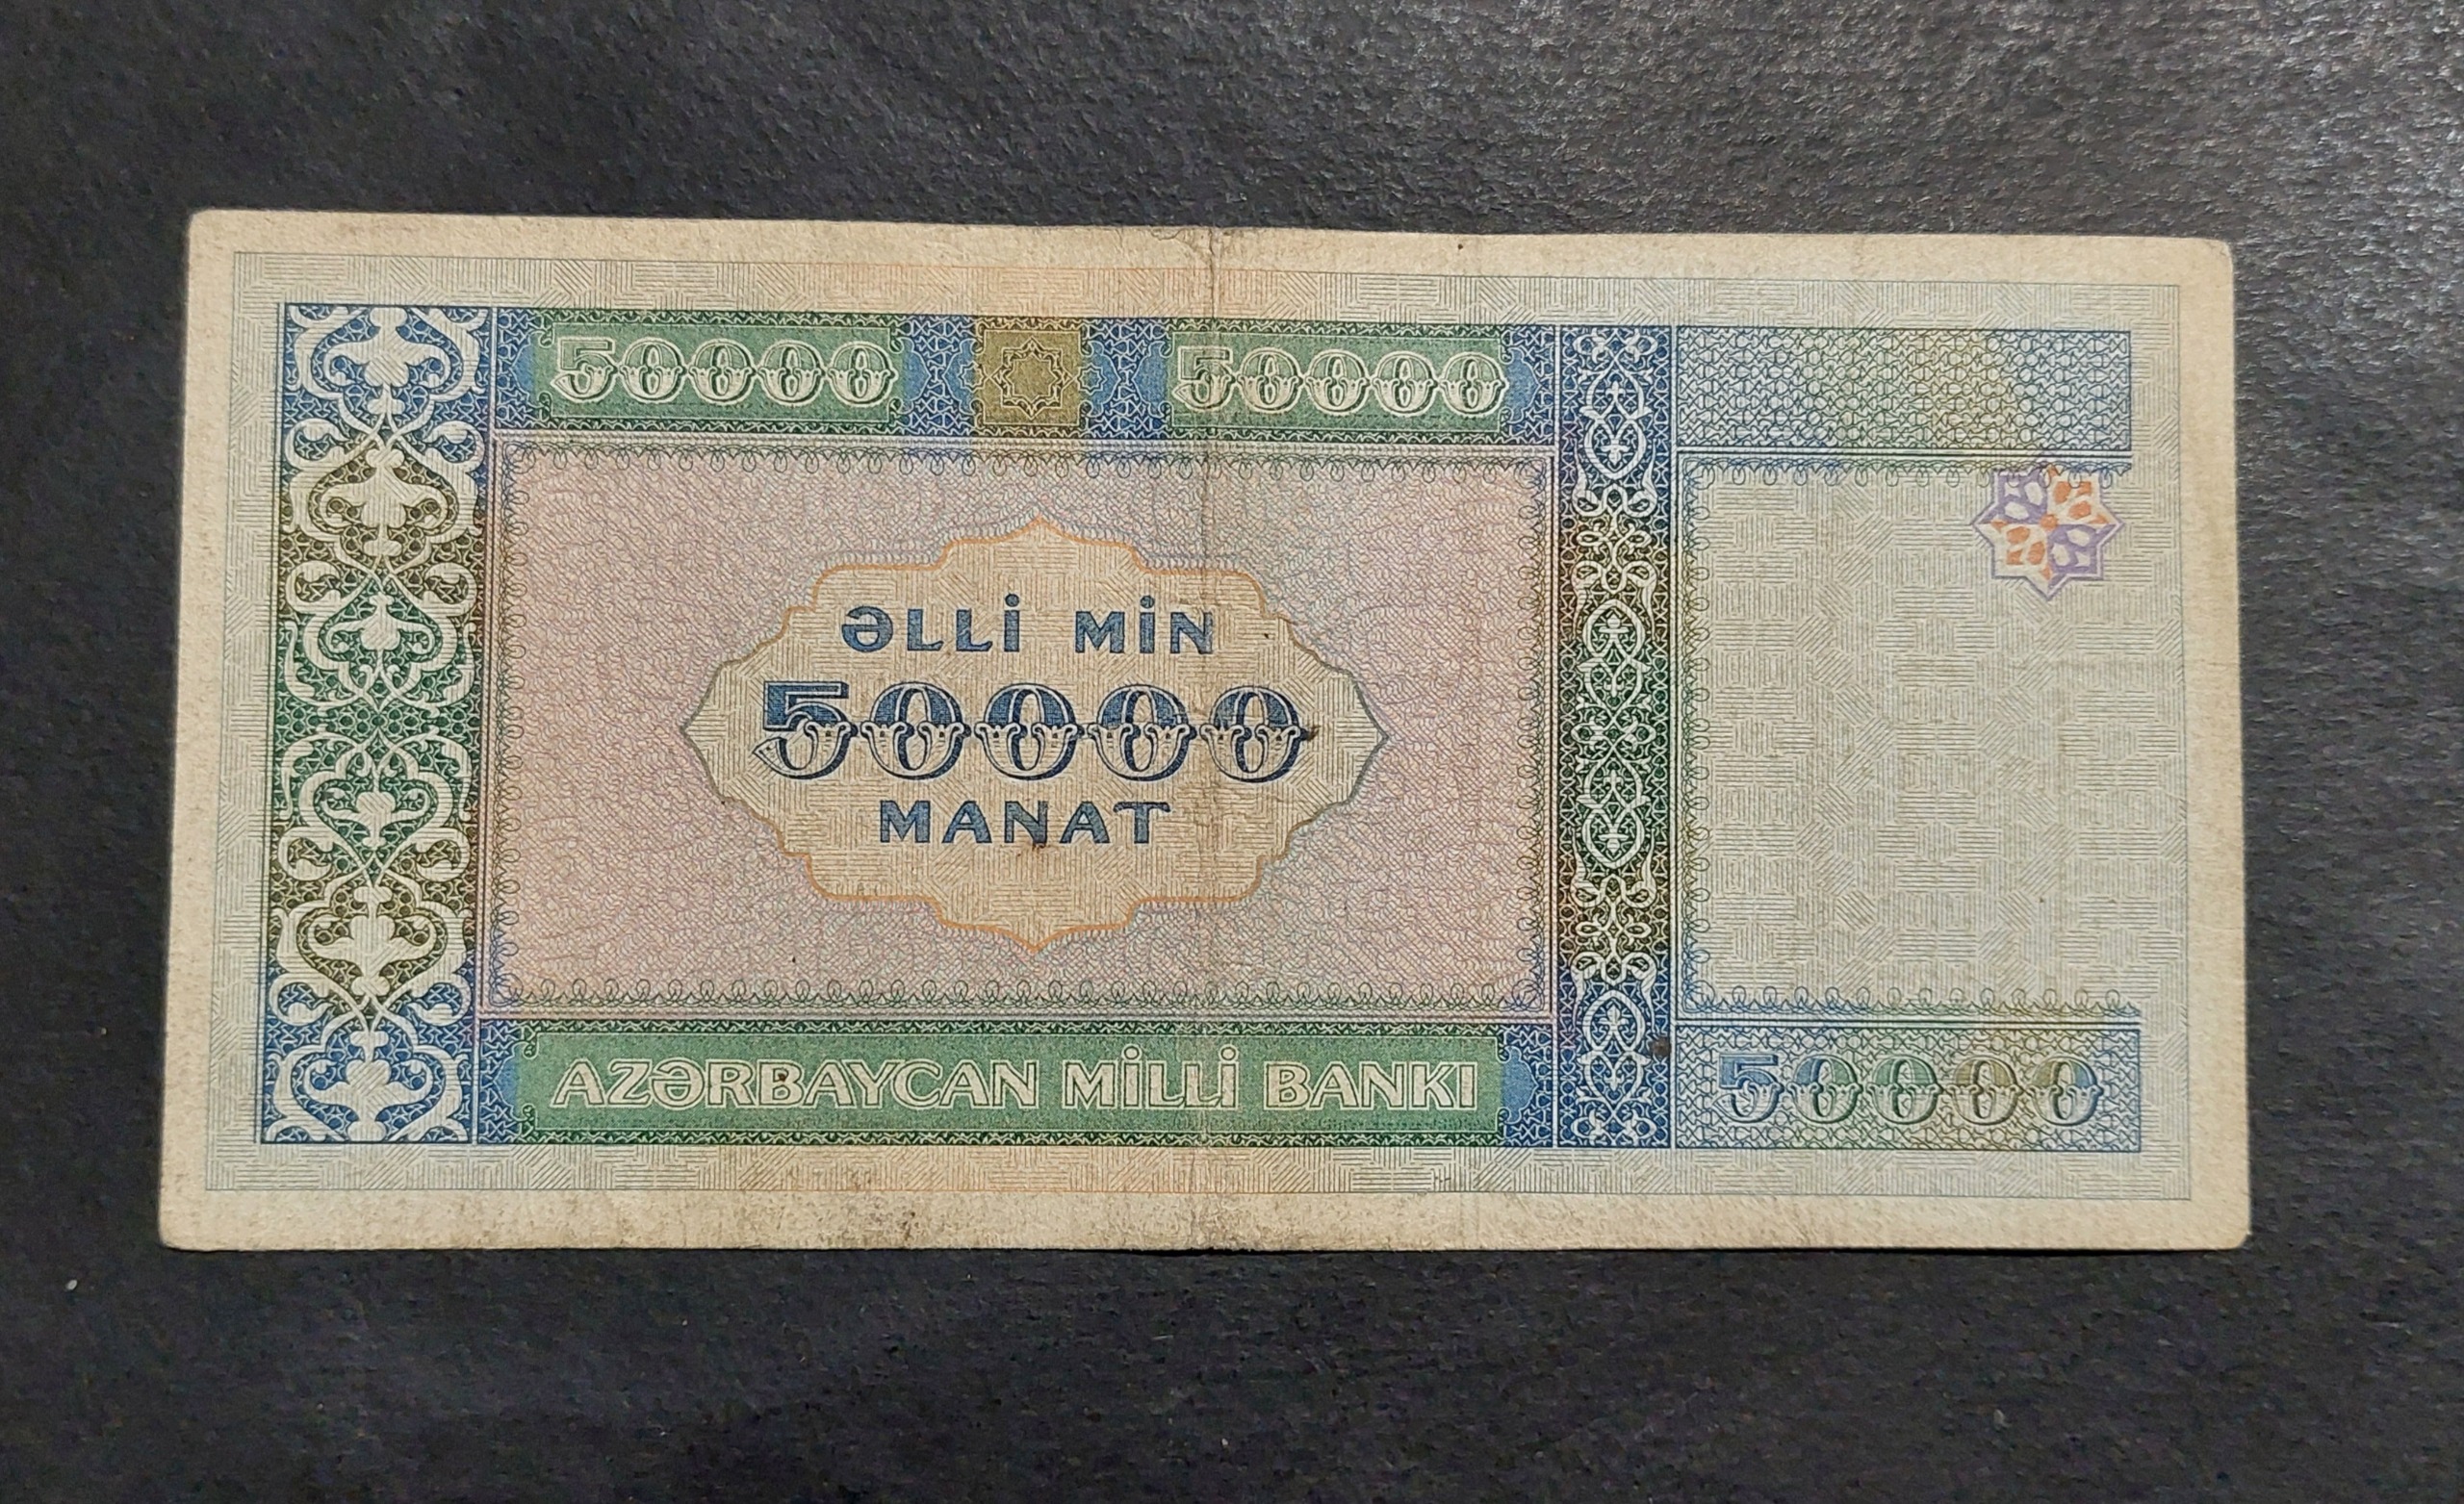 50000 50000
ƏLLİ MİN
50000
MANAT
AZƏRBAYCAN MİLLİ BANKI
50000